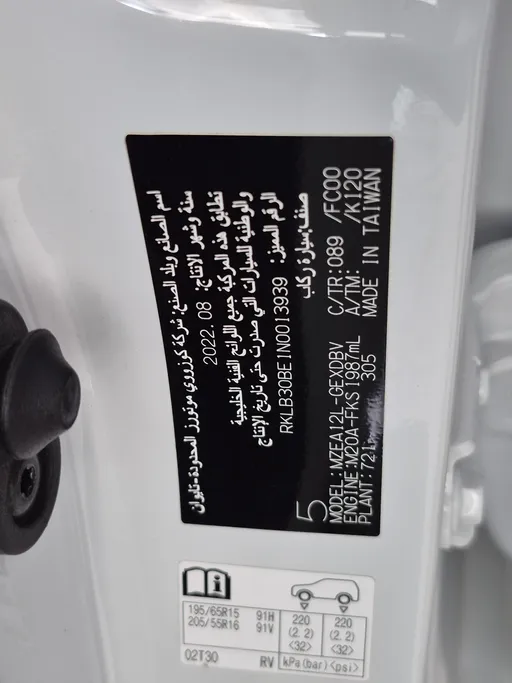 اسم الصانع وبلد الصنع: شركة كوزوي موتورز المحدودة-تايوان
سنة وشهر الإنتاج: 2022.08
تطابق هذه المركبة جميع اللوائح الفنية الخليجية
والوطنية للسيارات التي صدرت حتى تاريخ الإنتاج
الرقم المميز: RKLB30BE1N0013939
صنف:سيارة ركاب
5
MODEL:MZEA12L-GEXDBV C/TR:089 /FC00
ENGINE:M20A-FKS 1987mL A/TM: /K120
PLANT:721 305 MADE IN TAIWAN
195/65R15 91H 220 220
205/55R16 91V (2.2) (2.2)
<32> <32>
02T30 RV kPa(bar)<psi>